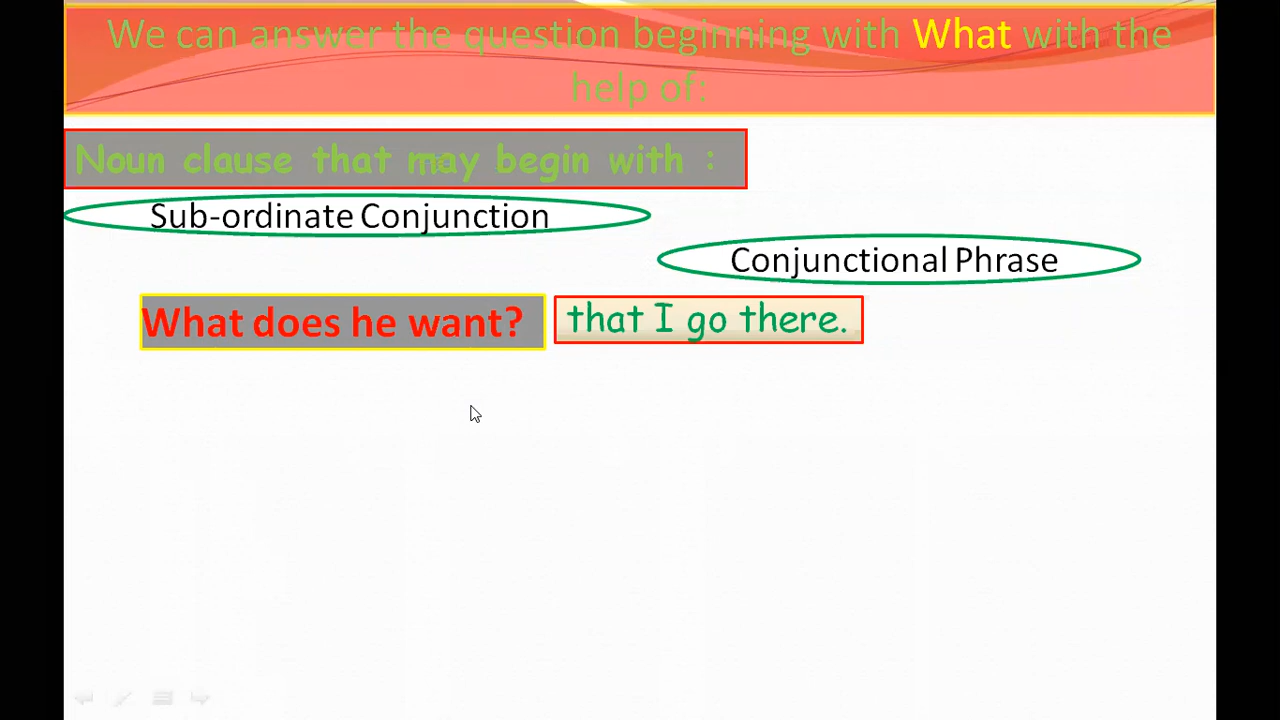 We can answer the question beginning with What with the
help of:
Noun clause that may begin with :
Sub-ordinate Conjunction
Conjunctional Phrase
What does he want? that I go there.